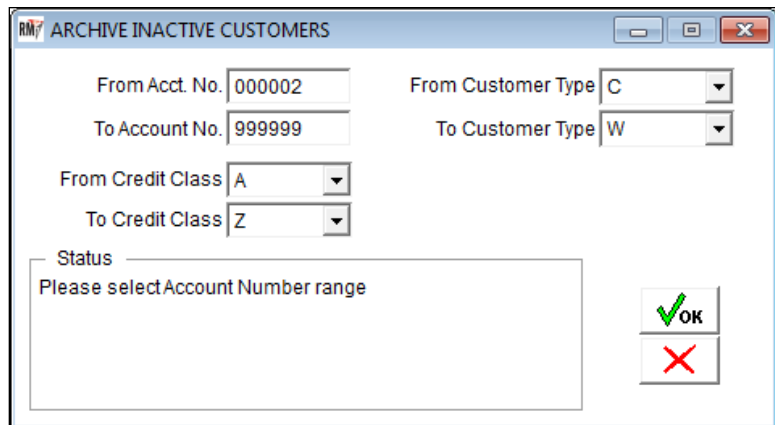 RM ARCHIVE INACTIVE CUSTOMERS
From Acct. No. 000002 From Customer Type C
To Account No. 999999 To Customer Type W
From Credit Class A
To Credit Class Z
Status
Please select Account Number range
OK